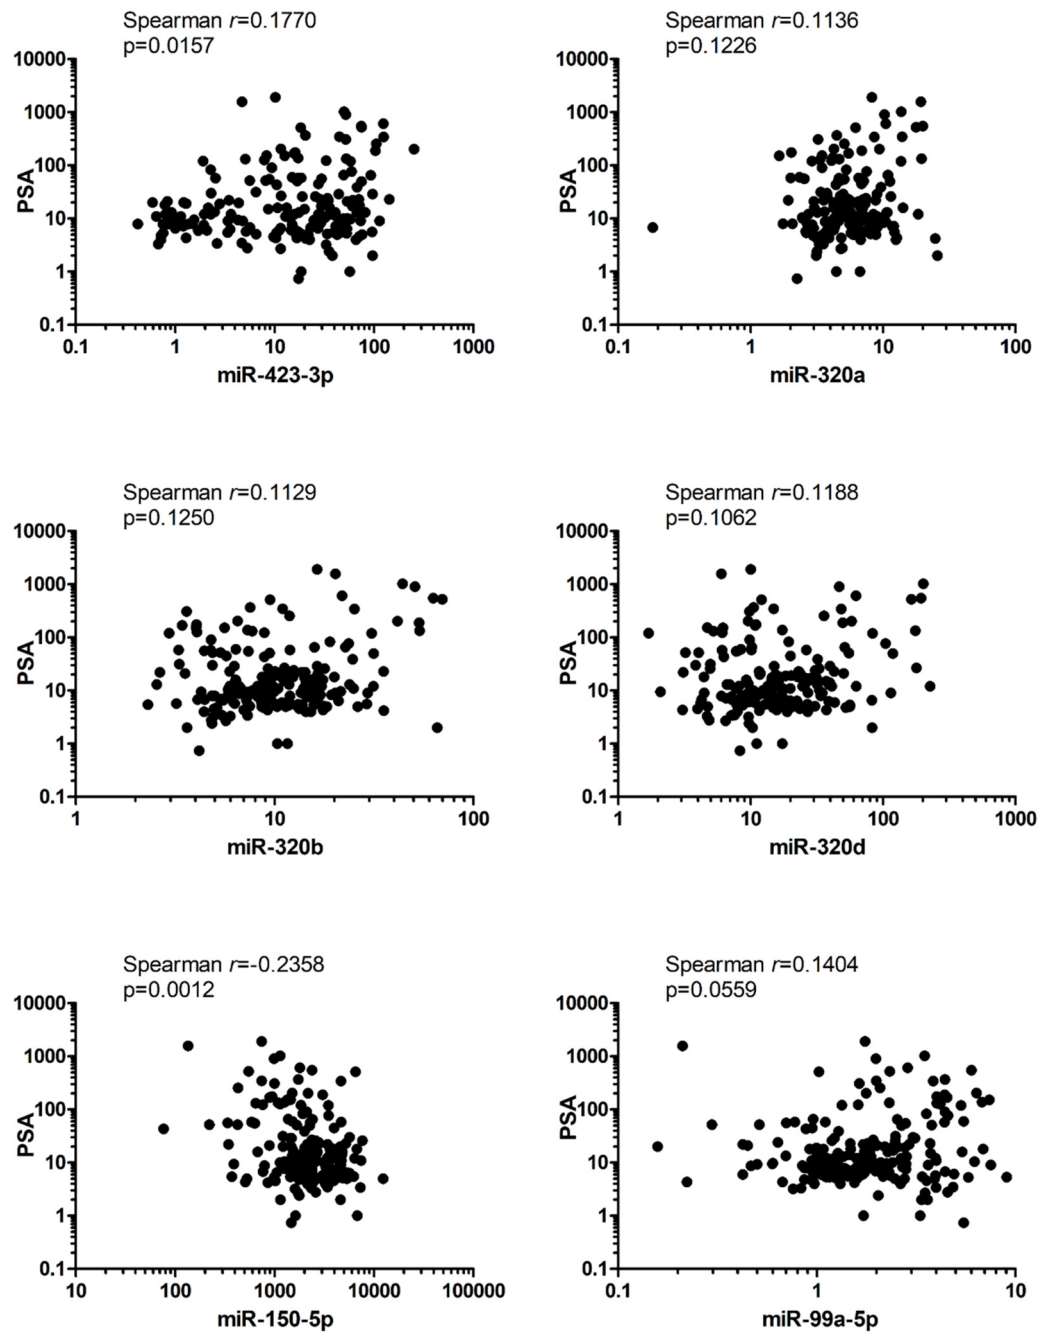 Spearman r=0.1770
p=0.0157
10000
1000
100
10
1
0.1
PSA
0.1 1 10 100 1000
miR-423-3p
Spearman r=0.1136
p=0.1226
10000
1000
100
10
1
0.1
PSA
0.1 1 10 100
miR-320a
Spearman r=0.1129
p=0.1250
10000
1000
100
10
1
0.1
PSA
1 10 100
miR-320b
Spearman r=0.1188
p=0.1062
10000
1000
100
10
1
0.1
PSA
1 10 100 1000
miR-320d
Spearman r=-0.2358
p=0.0012
10000
1000
100
10
1
0.1
PSA
10 100 1000 10000 100000
miR-150-5p
Spearman r=0.1404
p=0.0559
10000
1000
100
10
1
0.1
PSA
0.1 1 10
miR-99a-5p